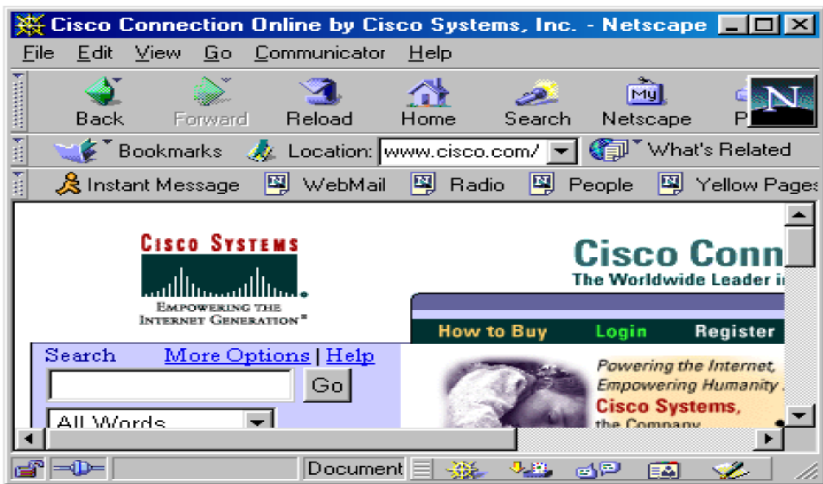 Cisco Connection Online by Cisco Systems, Inc. - Netscape
File Edit View Go Communicator Help
Back Forward Reload Home Search My Netscape
N
Bookmarks Location: www.cisco.com/ What's Related
Instant Message WebMail Radio People Yellow Pages
CISCO SYSTEMS
EMPOWERING THE
INTERNET GENERATION
Cisco Conn
The Worldwide Leader i
How to Buy Login Register
Search More Options | Help
Go
All Words
Powering the Internet,
Empowering Humanity
Cisco Systems,
the Company
Document